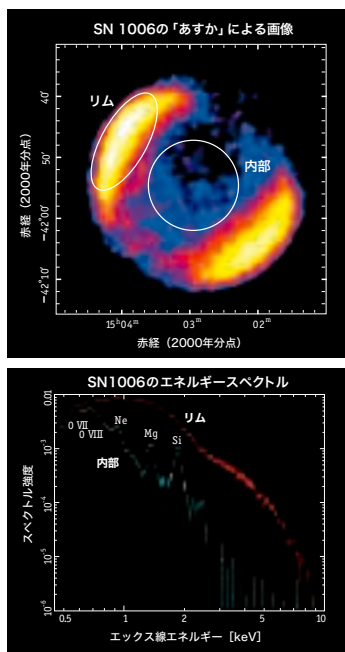 SN 1006の「あすか」による画像
リム
内部
40′
50′
−42°00′
−42°10′
赤経（2000年分点）
15ʰ04ᵐ 03ᵐ 02ᵐ
赤経（2000年分点）
SN1006のエネルギースペクトル
0.01
10⁻³
10⁻⁴
10⁻⁵
10⁻⁶
スペクトル強度
O VII
O VIII
Ne
Mg
Si
リム
内部
0.5 1 2 5 10
エックス線エネルギー［keV］